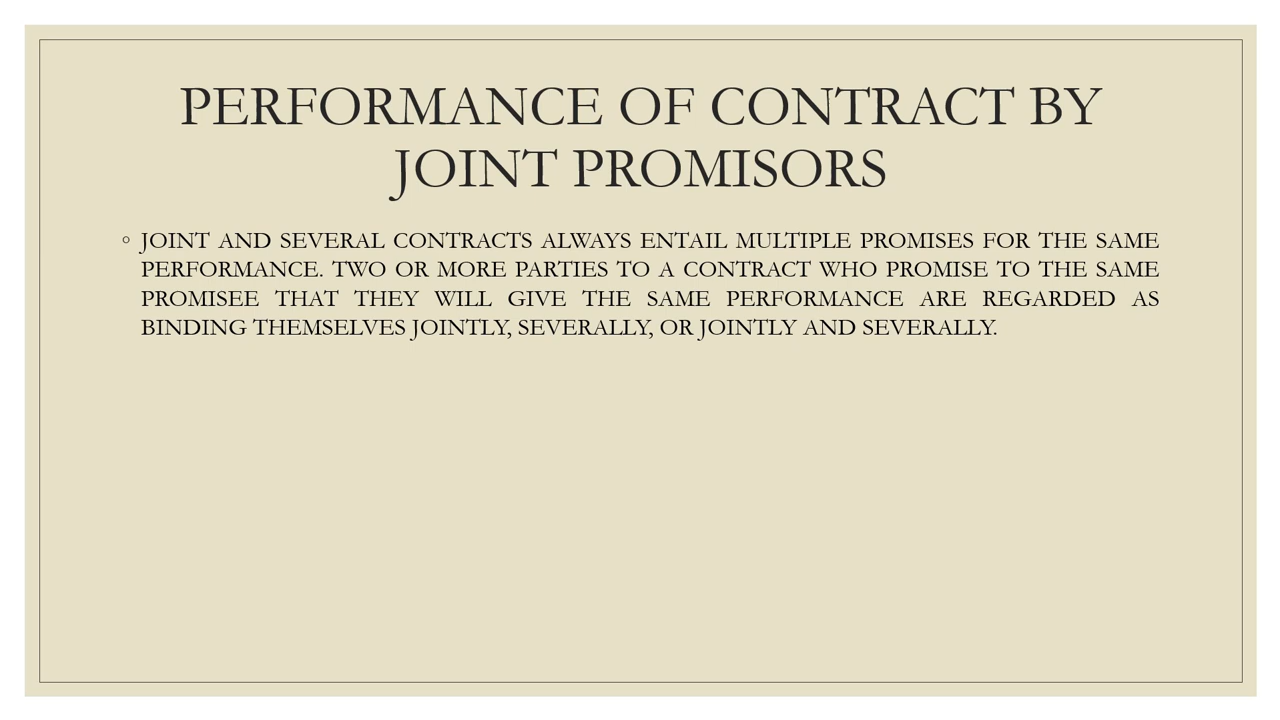 PERFORMANCE OF CONTRACT BY
JOINT PROMISORS
◦ JOINT AND SEVERAL CONTRACTS ALWAYS ENTAIL MULTIPLE PROMISES FOR THE SAME
PERFORMANCE. TWO OR MORE PARTIES TO A CONTRACT WHO PROMISE TO THE SAME
PROMISEE THAT THEY WILL GIVE THE SAME PERFORMANCE ARE REGARDED AS
BINDING THEMSELVES JOINTLY, SEVERALLY, OR JOINTLY AND SEVERALLY.